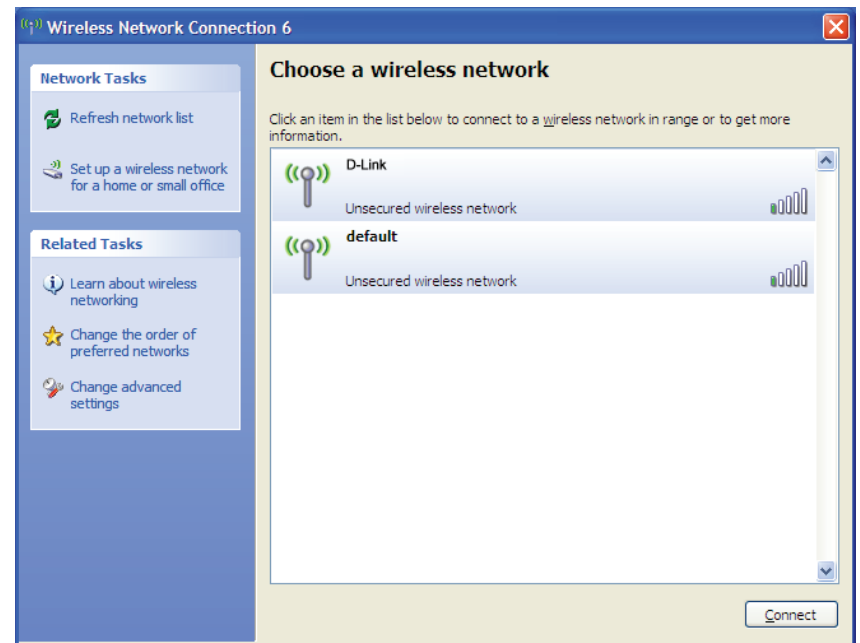 Wireless Network Connection 6
Network Tasks
Refresh network list
Set up a wireless network
for a home or small office
Related Tasks
Learn about wireless
networking
Change the order of
preferred networks
Change advanced
settings
Choose a wireless network
Click an item in the list below to connect to a wireless network in range or to get more
information.
D-Link
Unsecured wireless network
default
Unsecured wireless network
Connect